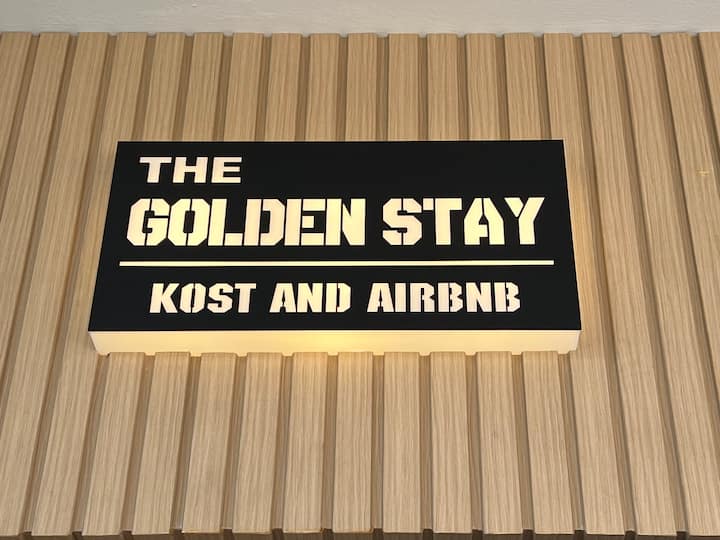 THE
GOLDEN STAY
KOST AND AIRBNB